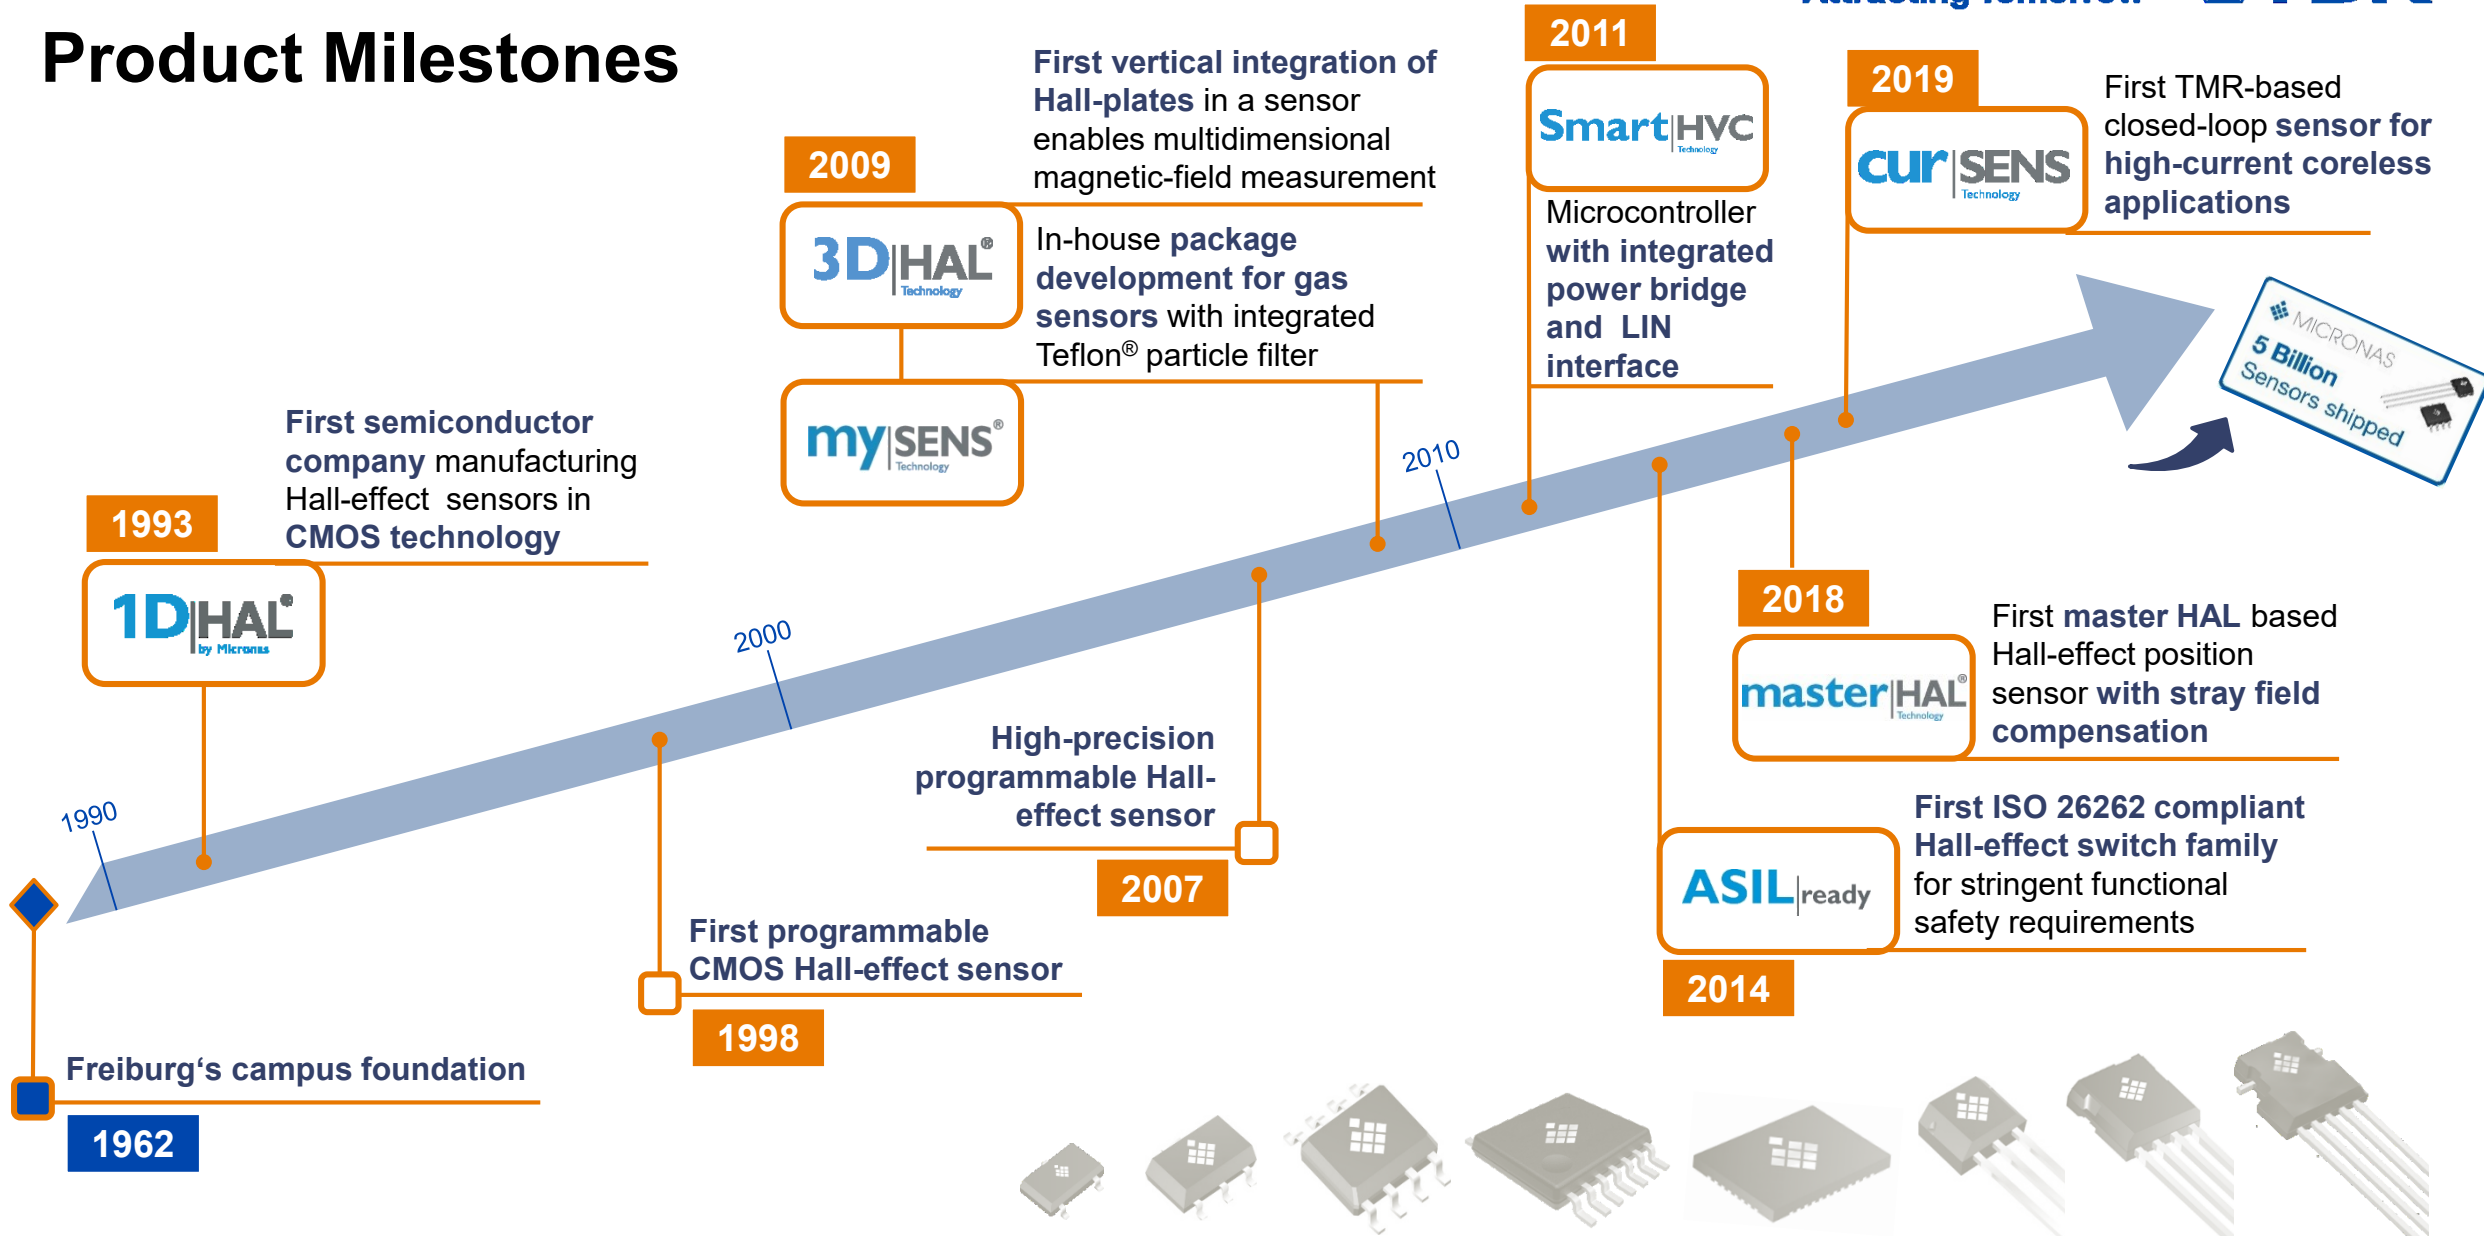 Attracting Tomorrow
Product Milestones
1962
Freiburg‘s campus foundation
1990
1993
1D|HAL®
by Micronas
First semiconductor
company manufacturing
Hall-effect sensors in
CMOS technology
1998
First programmable
CMOS Hall-effect sensor
2000
2007
High-precision
programmable Hall-
effect sensor
2009
3D|HAL®
Technology
First vertical integration of
Hall-plates in a sensor
enables multidimensional
magnetic-field measurement
mySENS®
Technology
In-house package
development for gas
sensors with integrated
Teflon® particle filter
2010
2011
Smart|HVC
Technology
Microcontroller
with integrated
power bridge
and LIN
interface
2014
ASIL|ready
First ISO 26262 compliant
Hall-effect switch family
for stringent functional
safety requirements
2018
master|HAL®
Technology
First master HAL based
Hall-effect position
sensor with stray field
compensation
2019
cur|SENS
Technology
First TMR-based
closed-loop sensor for
high-current coreless
applications
MICRONAS
5 Billion
Sensors shipped